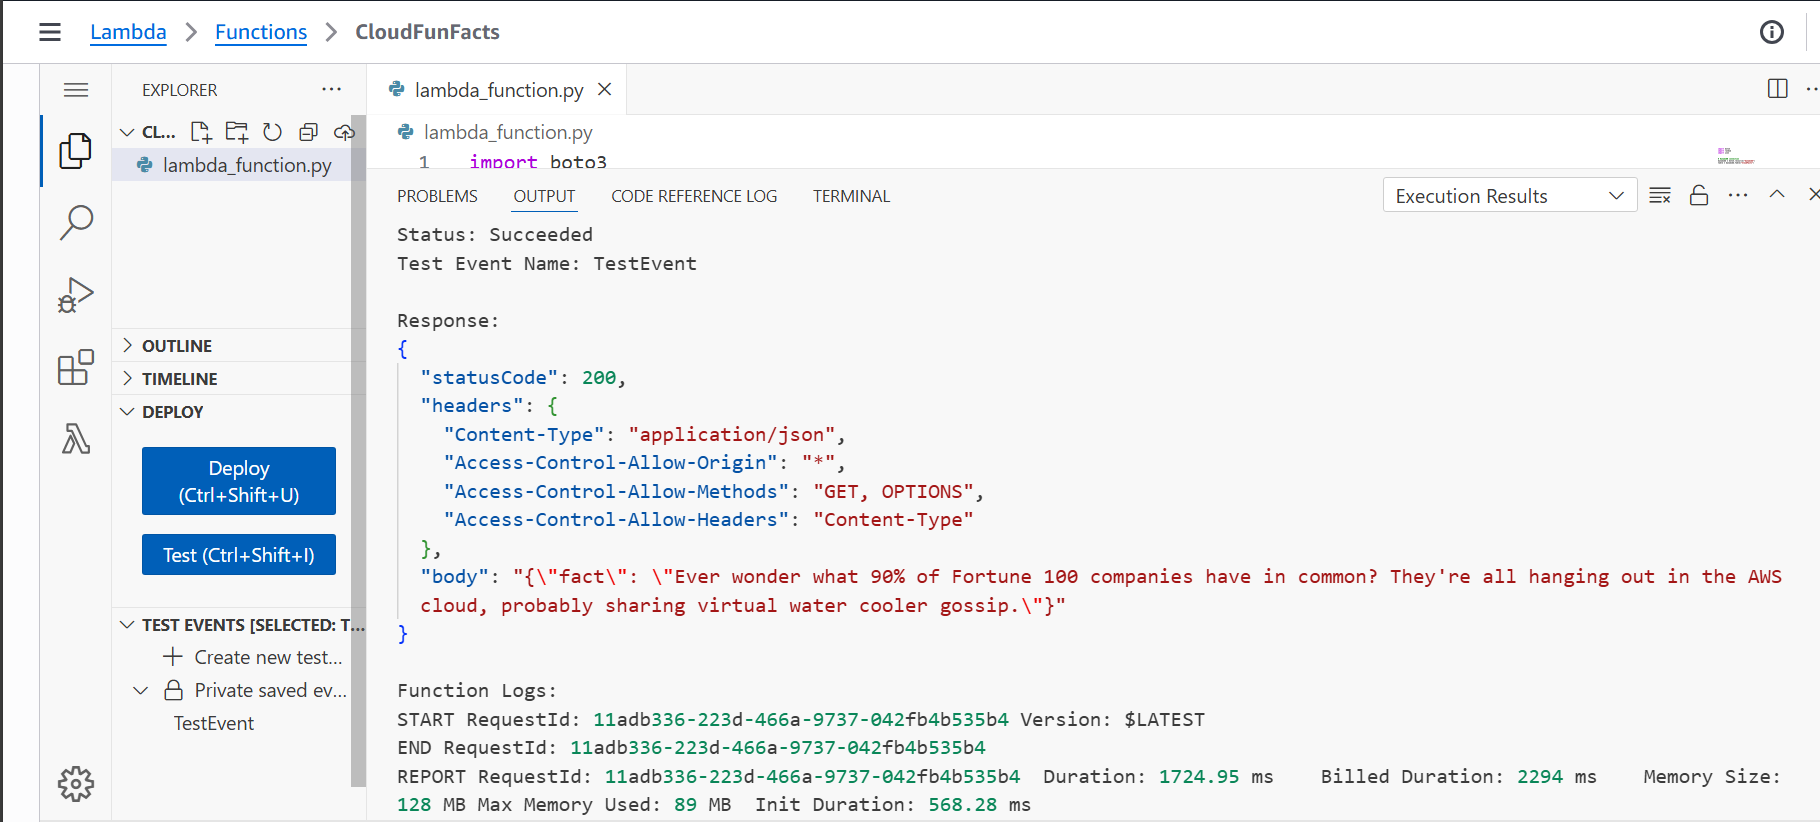 Lambda > Functions > CloudFunFacts
EXPLORER ...
CL...
lambda_function.py
OUTLINE
TIMELINE
DEPLOY
Deploy
(Ctrl+Shift+U)
Test (Ctrl+Shift+I)
TEST EVENTS [SELECTED: T...
Create new test...
Private saved ev...
TestEvent
lambda_function.py
lambda_function.py
1 import boto3
PROBLEMS OUTPUT CODE REFERENCE LOG TERMINAL
Execution Results
Status: Succeeded
Test Event Name: TestEvent
Response:
{
"statusCode": 200,
"headers": {
"Content-Type": "application/json",
"Access-Control-Allow-Origin": "*",
"Access-Control-Allow-Methods": "GET, OPTIONS",
"Access-Control-Allow-Headers": "Content-Type"
},
"body": "{\"fact\": \"Ever wonder what 90% of Fortune 100 companies have in common? They're all hanging out in the AWS
cloud, probably sharing virtual water cooler gossip.\"}"
}
Function Logs:
START RequestId: 11adb336-223d-466a-9737-042fb4b535b4 Version: $LATEST
END RequestId: 11adb336-223d-466a-9737-042fb4b535b4
REPORT RequestId: 11adb336-223d-466a-9737-042fb4b535b4 Duration: 1724.95 ms Billed Duration: 2294 ms Memory Size:
128 MB Max Memory Used: 89 MB Init Duration: 568.28 ms